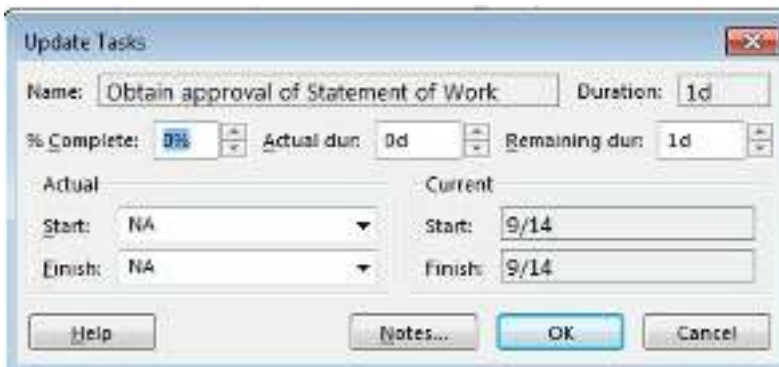 Update Tasks
Name: Obtain approval of Statement of Work Duration: 1d
% Complete: 0% Actual dur: 0d Remaining dur: 1d
Actual Current
Start: NA Start: 9/14
Finish: NA Finish: 9/14
Help Notes... OK Cancel